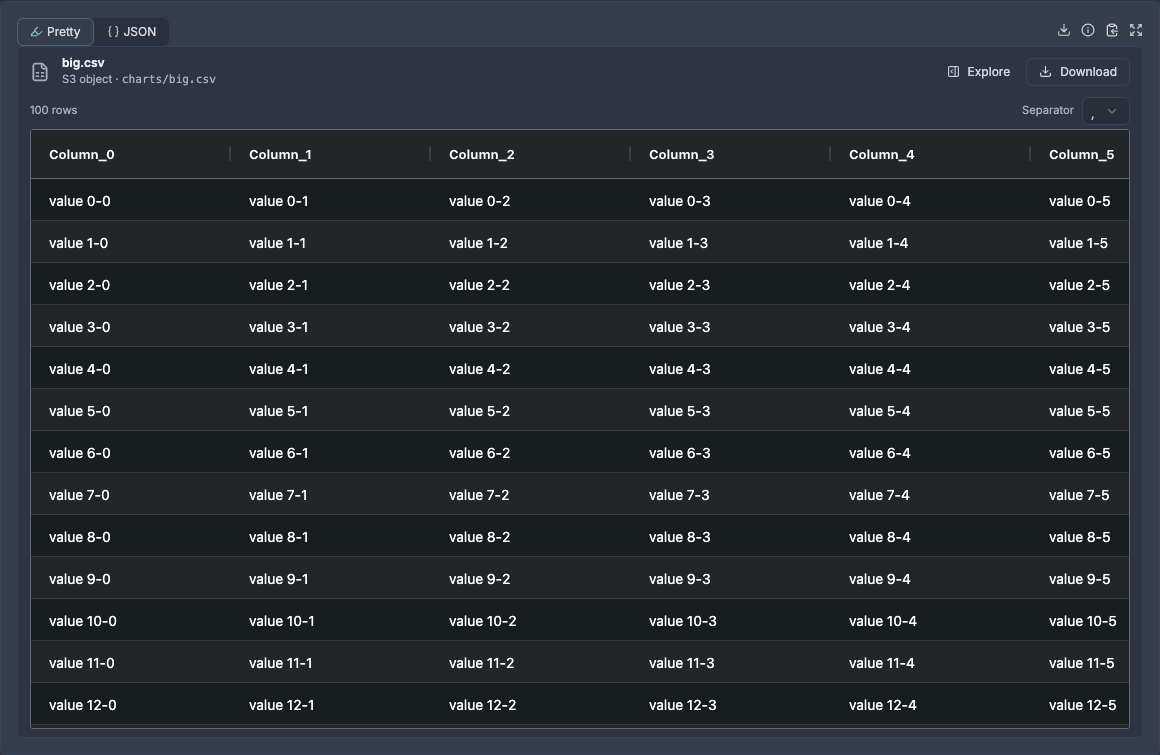 Pretty
{ } JSON
big.csv
S3 object · charts/big.csv
Explore
Download
100 rows
Separator ,
Column_0 Column_1 Column_2 Column_3 Column_4 Column_5
value 0-0 value 0-1 value 0-2 value 0-3 value 0-4 value 0-5
value 1-0 value 1-1 value 1-2 value 1-3 value 1-4 value 1-5
value 2-0 value 2-1 value 2-2 value 2-3 value 2-4 value 2-5
value 3-0 value 3-1 value 3-2 value 3-3 value 3-4 value 3-5
value 4-0 value 4-1 value 4-2 value 4-3 value 4-4 value 4-5
value 5-0 value 5-1 value 5-2 value 5-3 value 5-4 value 5-5
value 6-0 value 6-1 value 6-2 value 6-3 value 6-4 value 6-5
value 7-0 value 7-1 value 7-2 value 7-3 value 7-4 value 7-5
value 8-0 value 8-1 value 8-2 value 8-3 value 8-4 value 8-5
value 9-0 value 9-1 value 9-2 value 9-3 value 9-4 value 9-5
value 10-0 value 10-1 value 10-2 value 10-3 value 10-4 value 10-5
value 11-0 value 11-1 value 11-2 value 11-3 value 11-4 value 11-5
value 12-0 value 12-1 value 12-2 value 12-3 value 12-4 value 12-5